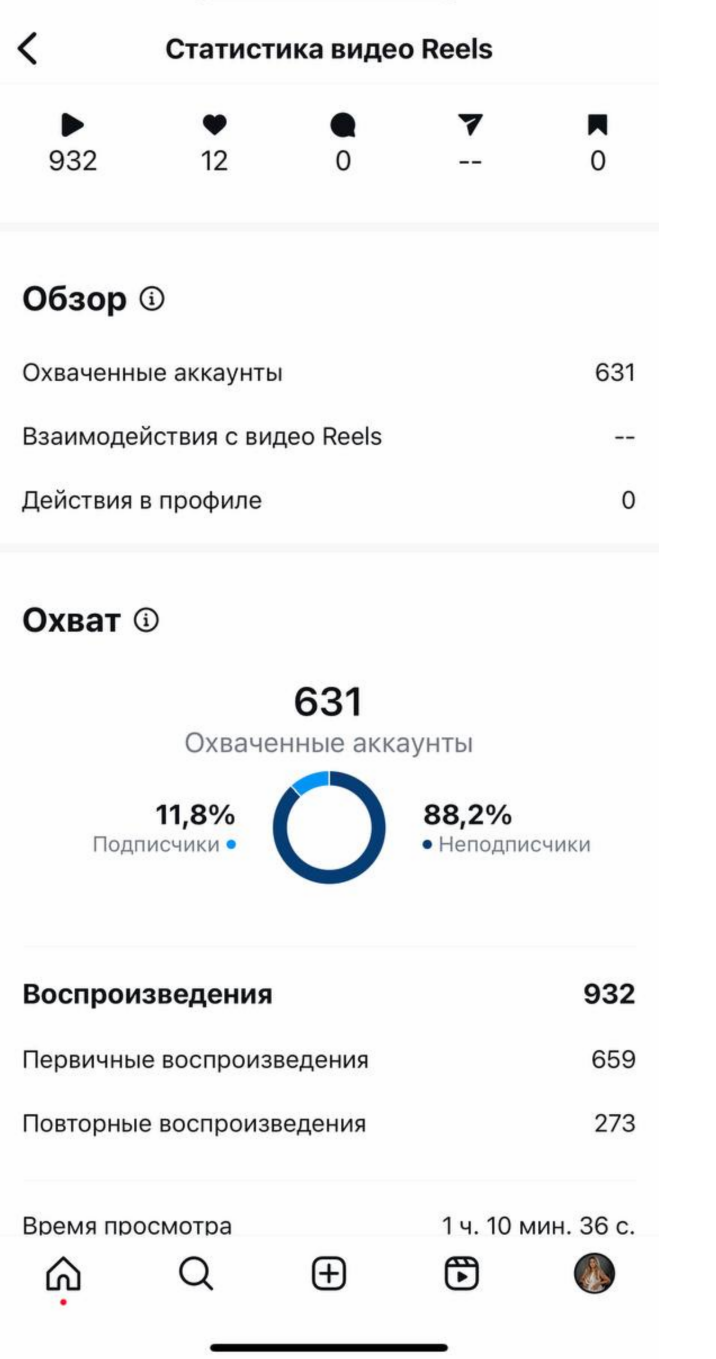 Статистика видео Reels
932 12 0 -- 0
Обзор
Охваченные аккаунты 631
Взаимодействия с видео Reels --
Действия в профиле 0
Охват
631
Охваченные аккаунты
11,8% 88,2%
Подписчики Неподписчики
Воспроизведения 932
Первичные воспроизведения 659
Повторные воспроизведения 273
Время просмотра 1 ч. 10 мин. 36 с.